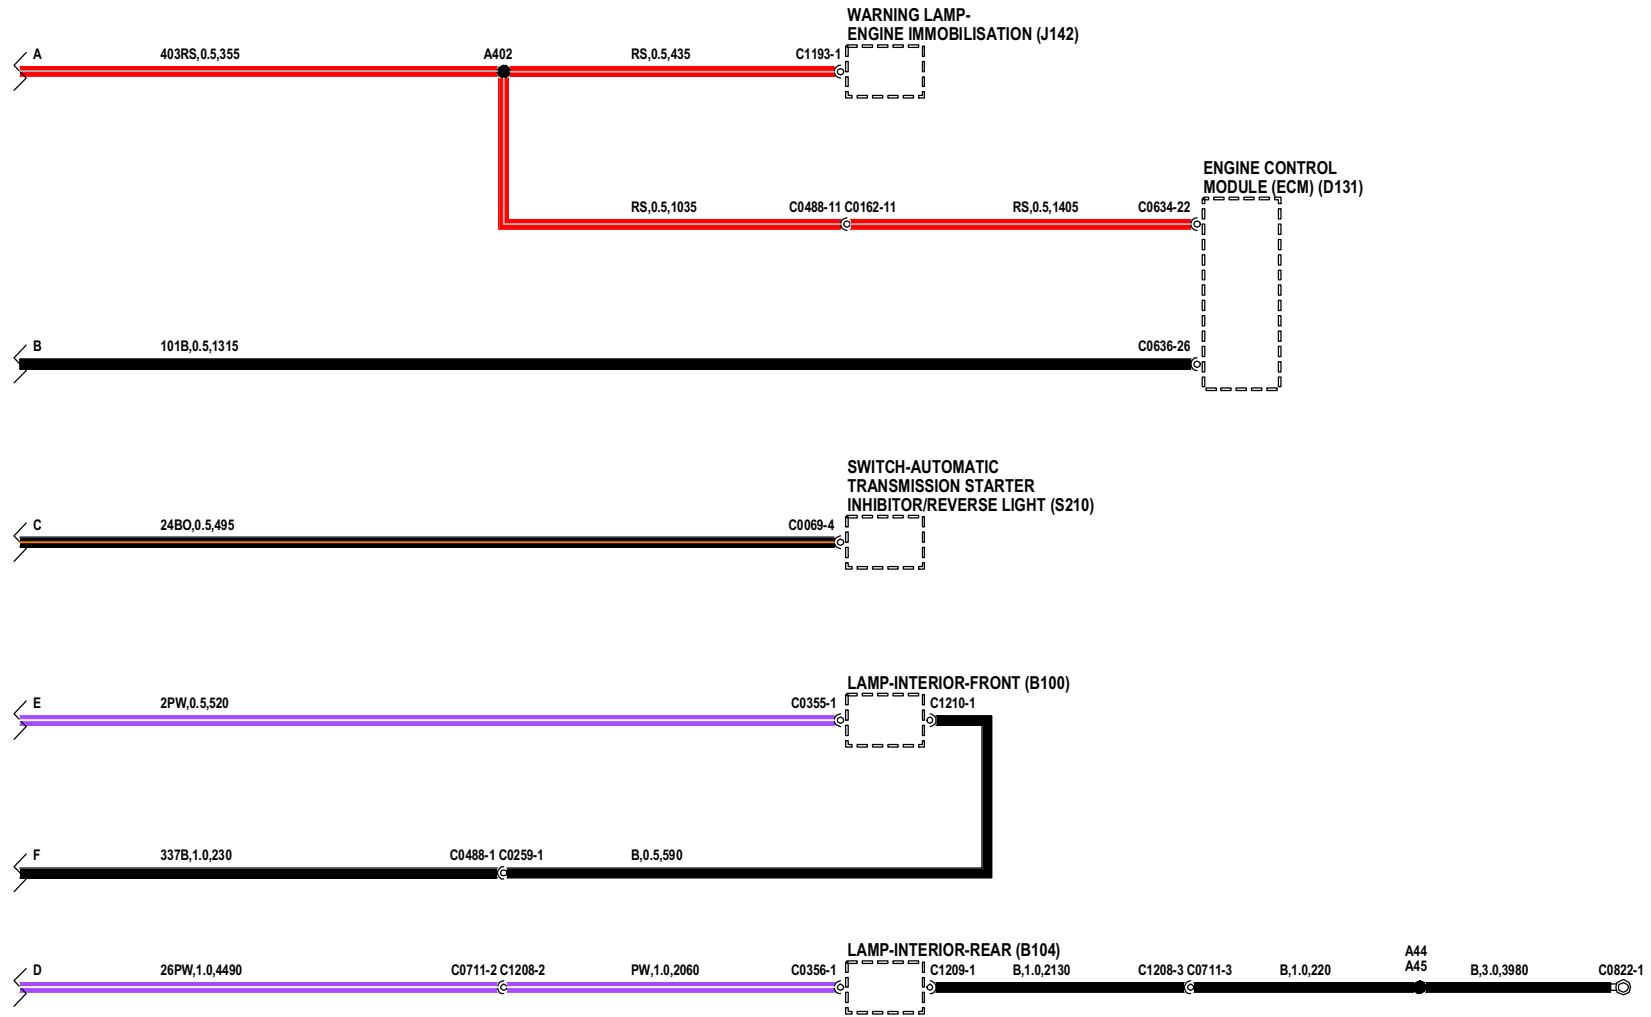 WARNING LAMP-
ENGINE IMMOBILISATION (J142)
A 403RS,0.5,355 A402 RS,0.5,435 C1193-1
ENGINE CONTROL
MODULE (ECM) (D131)
RS,0.5,1035 C0488-11 C0162-11 RS,0.5,1405 C0634-22
B 101B,0.5,1315 C0636-26
SWITCH-AUTOMATIC
TRANSMISSION STARTER
INHIBITOR/REVERSE LIGHT (S210)
C 24BO,0.5,495 C0069-4
LAMP-INTERIOR-FRONT (B100)
E 2PW,0.5,520 C0355-1 C1210-1
F 337B,1.0,230 C0488-1 C0259-1 B,0.5,590
LAMP-INTERIOR-REAR (B104)
A44
D 26PW,1.0,4490 C0711-2 C1208-2 PW,1.0,2060 C0356-1 C1209-1 B,1.0,2130 C1208-3 C0711-3 B,1.0,220 A45 B,3.0,3980 C0822-1